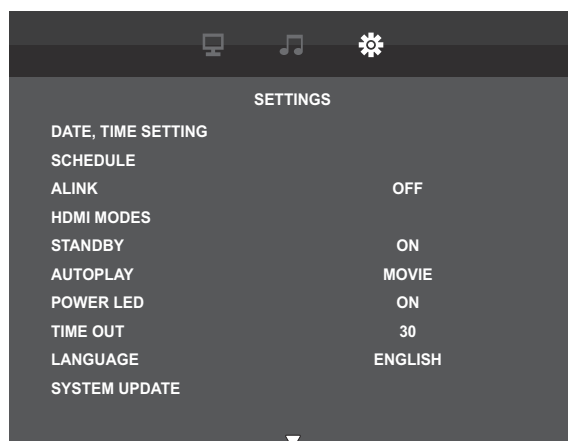 SETTINGS
DATE, TIME SETTING
SCHEDULE
ALINK OFF
HDMI MODES
STANDBY ON
AUTOPLAY MOVIE
POWER LED ON
TIME OUT 30
LANGUAGE ENGLISH
SYSTEM UPDATE